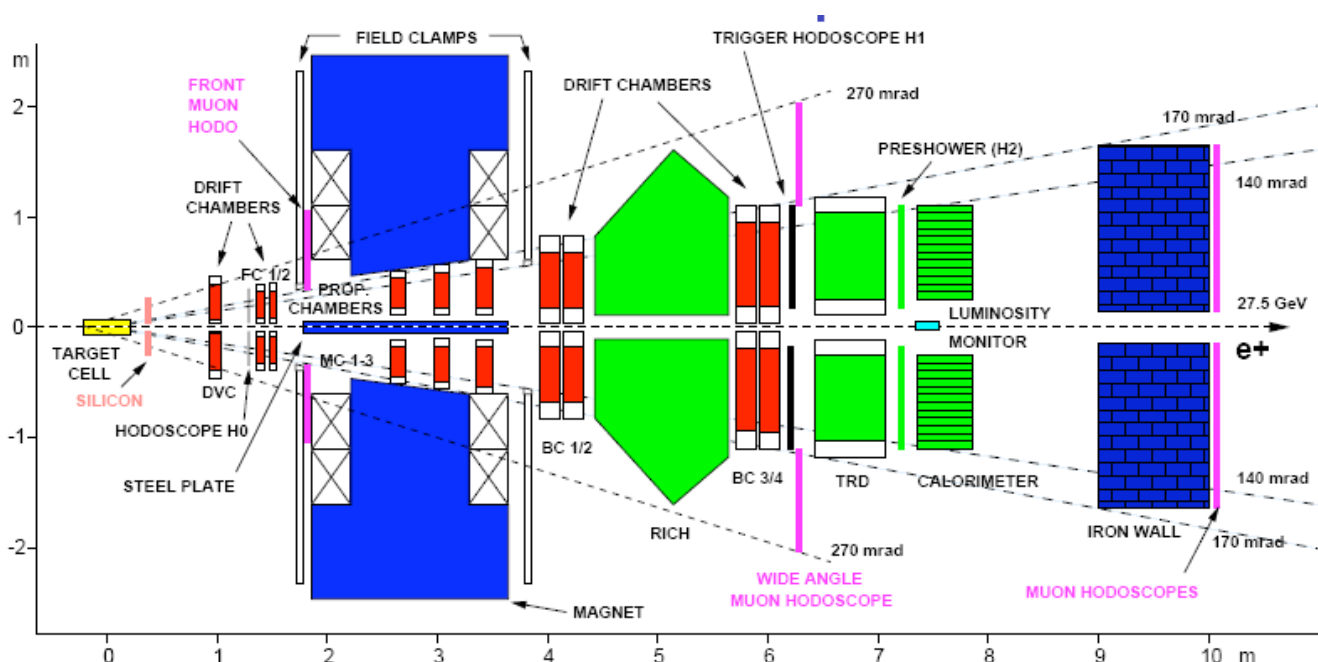 FIELD CLAMPS
TRIGGER HODOSCOPE H1
m
FRONT
MUON
HODO
DRIFT CHAMBERS
270 mrad
170 mrad
2
PRESHOWER (H2)
DRIFT
CHAMBERS
140 mrad
1
FC 1/2
PROP.
CHAMBERS
27.5 GeV
0
LUMINOSITY
MONITOR
e+
TARGET
CELL
SILICON
DVC
MC 1-3
HODOSCOPE H0
-1
BC 1/2
BC 3/4
TRD
CALORIMETER
140 mrad
STEEL PLATE
RICH
IRON WALL
170 mrad
-2
270 mrad
WIDE ANGLE
MUON HODOSCOPE
MUON HODOSCOPES
MAGNET
0 1 2 3 4 5 6 7 8 9 10 m